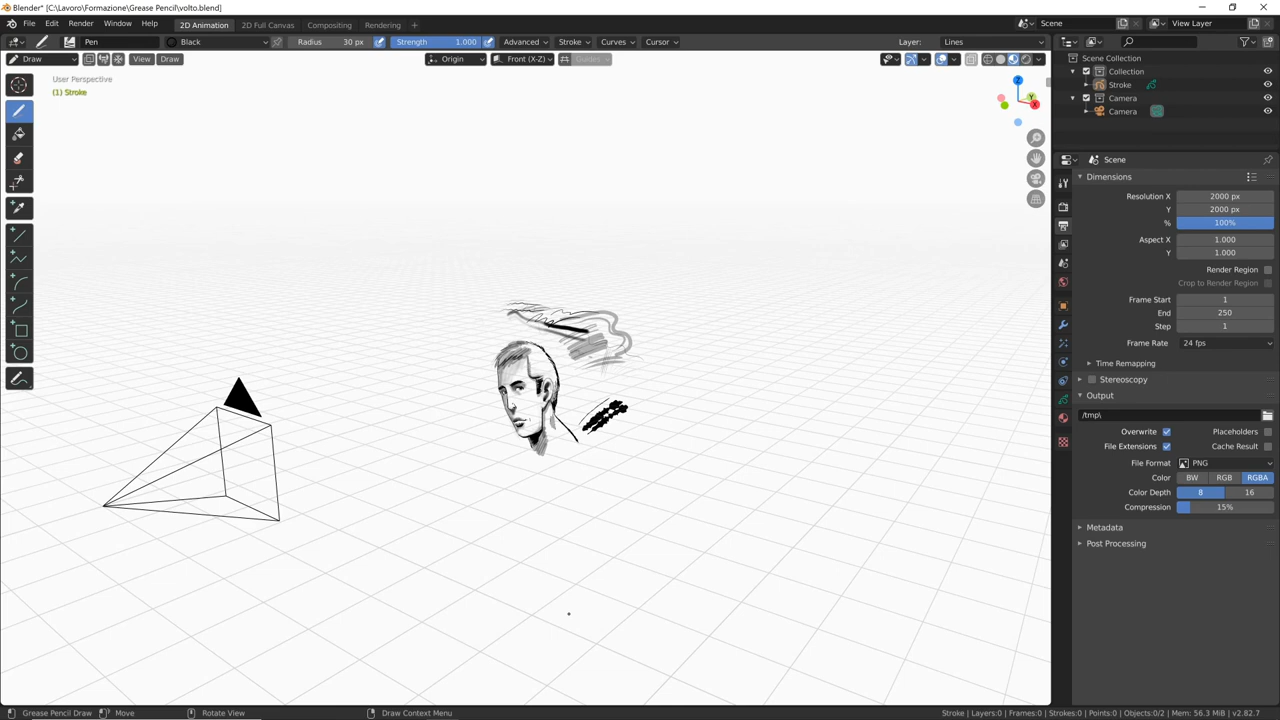 Blender* [C:\Lavoro\Formazione\Grease Pencil\volto.blend]
File Edit Render Window Help 2D Animation 2D Full Canvas Compositing Rendering + Scene View Layer
Pen Black Radius 30 px Strength 1.000 Advanced Stroke Curves Cursor Layer: Lines
Draw View Draw Origin Front (X-Z) Guides
User Perspective
(1) Stroke
Z
Y
X
Scene Collection
Collection
Stroke
Camera
Camera
Scene
Dimensions
Resolution X 2000 px
Y 2000 px
% 100%
Aspect X 1.000
Y 1.000
Render Region
Crop to Render Region
Frame Start 1
End 250
Step 1
Frame Rate 24 fps
Time Remapping
Stereoscopy
Output
/tmp\
Overwrite Placeholders
File Extensions Cache Result
File Format PNG
Color BW RGB RGBA
Color Depth 8 16
Compression 15%
Metadata
Post Processing
Grease Pencil Draw Move Rotate View Draw Context Menu Stroke | Layers:0 | Frames:0 | Strokes:0 | Points:0 | Objects:0/2 | Mem: 56.3 MiB | v2.82.7